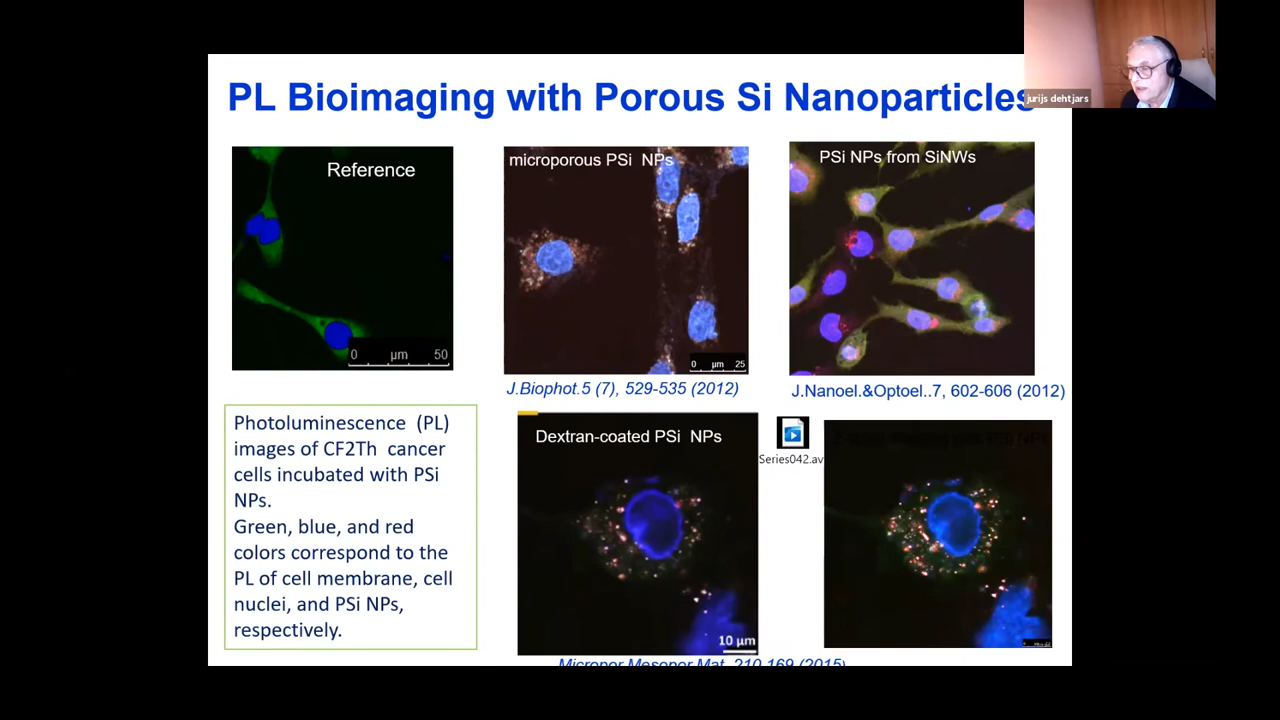 PL Bioimaging with Porous Si Nanoparticles
jurijs dehtjars
Reference
0 µm 50
microporous PSi NPs
0 µm 25
J.Biophot.5 (7), 529-535 (2012)
PSi NPs from SiNWs
J.Nanoel.&Optoel..7, 602-606 (2012)
Photoluminescence (PL)
images of CF2Th cancer
cells incubated with PSi
NPs.
Green, blue, and red
colors correspond to the
PL of cell membrane, cell
nuclei, and PSi NPs,
respectively.
Dextran-coated PSi NPs
10 µm
Series042.av
Micropor.Mesopor.Mat. 210,169 (2015)